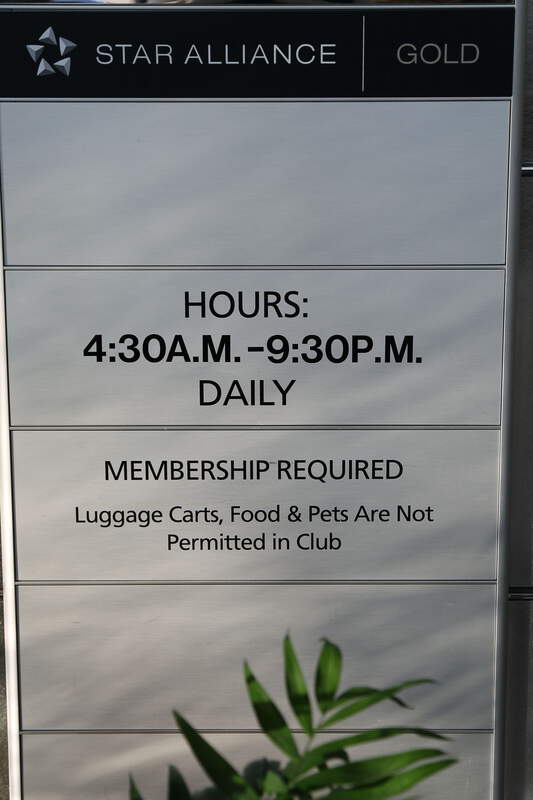 STAR ALLIANCE GOLD
HOURS:
4:30A.M.-9:30P.M.
DAILY
MEMBERSHIP REQUIRED
Luggage Carts, Food & Pets Are Not
Permitted in Club